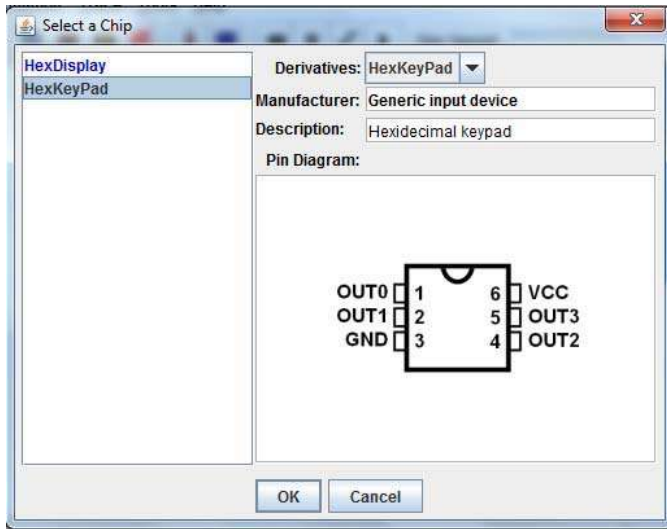 Select a Chip
HexDisplay
HexKeyPad
Derivatives: HexKeyPad
Manufacturer: Generic input device
Description: Hexidecimal keypad
Pin Diagram:
OUT0 1 6 VCC
OUT1 2 5 OUT3
GND 3 4 OUT2
OK Cancel